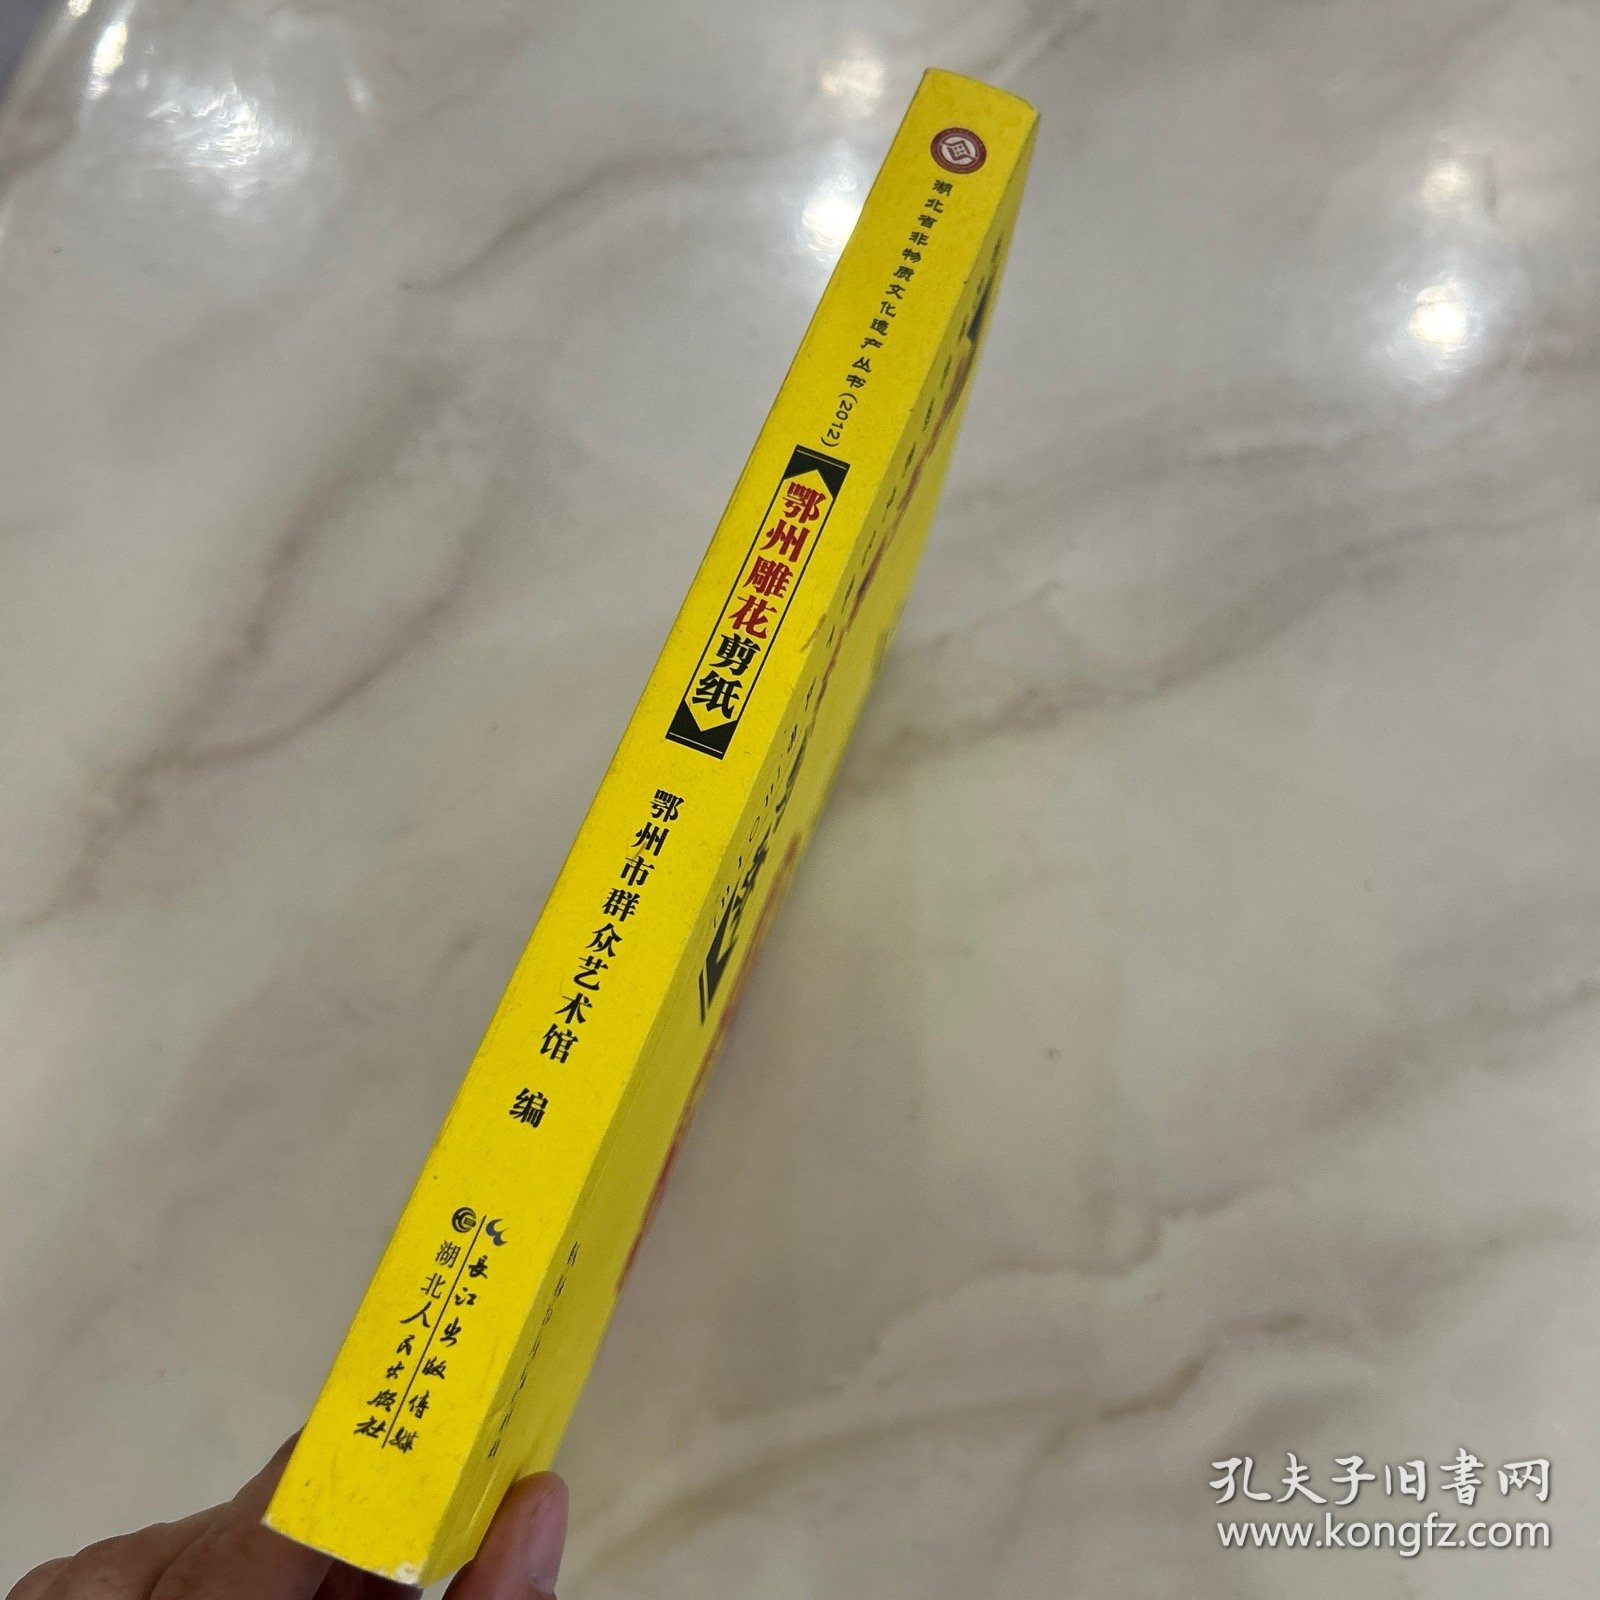 湖北省非物质文化遗产丛书(2012)
鄂州雕花剪纸
鄂州市群众艺术馆 编
长江出版传媒
湖北人民出版社
孔夫子旧書网
www.kongfz.com